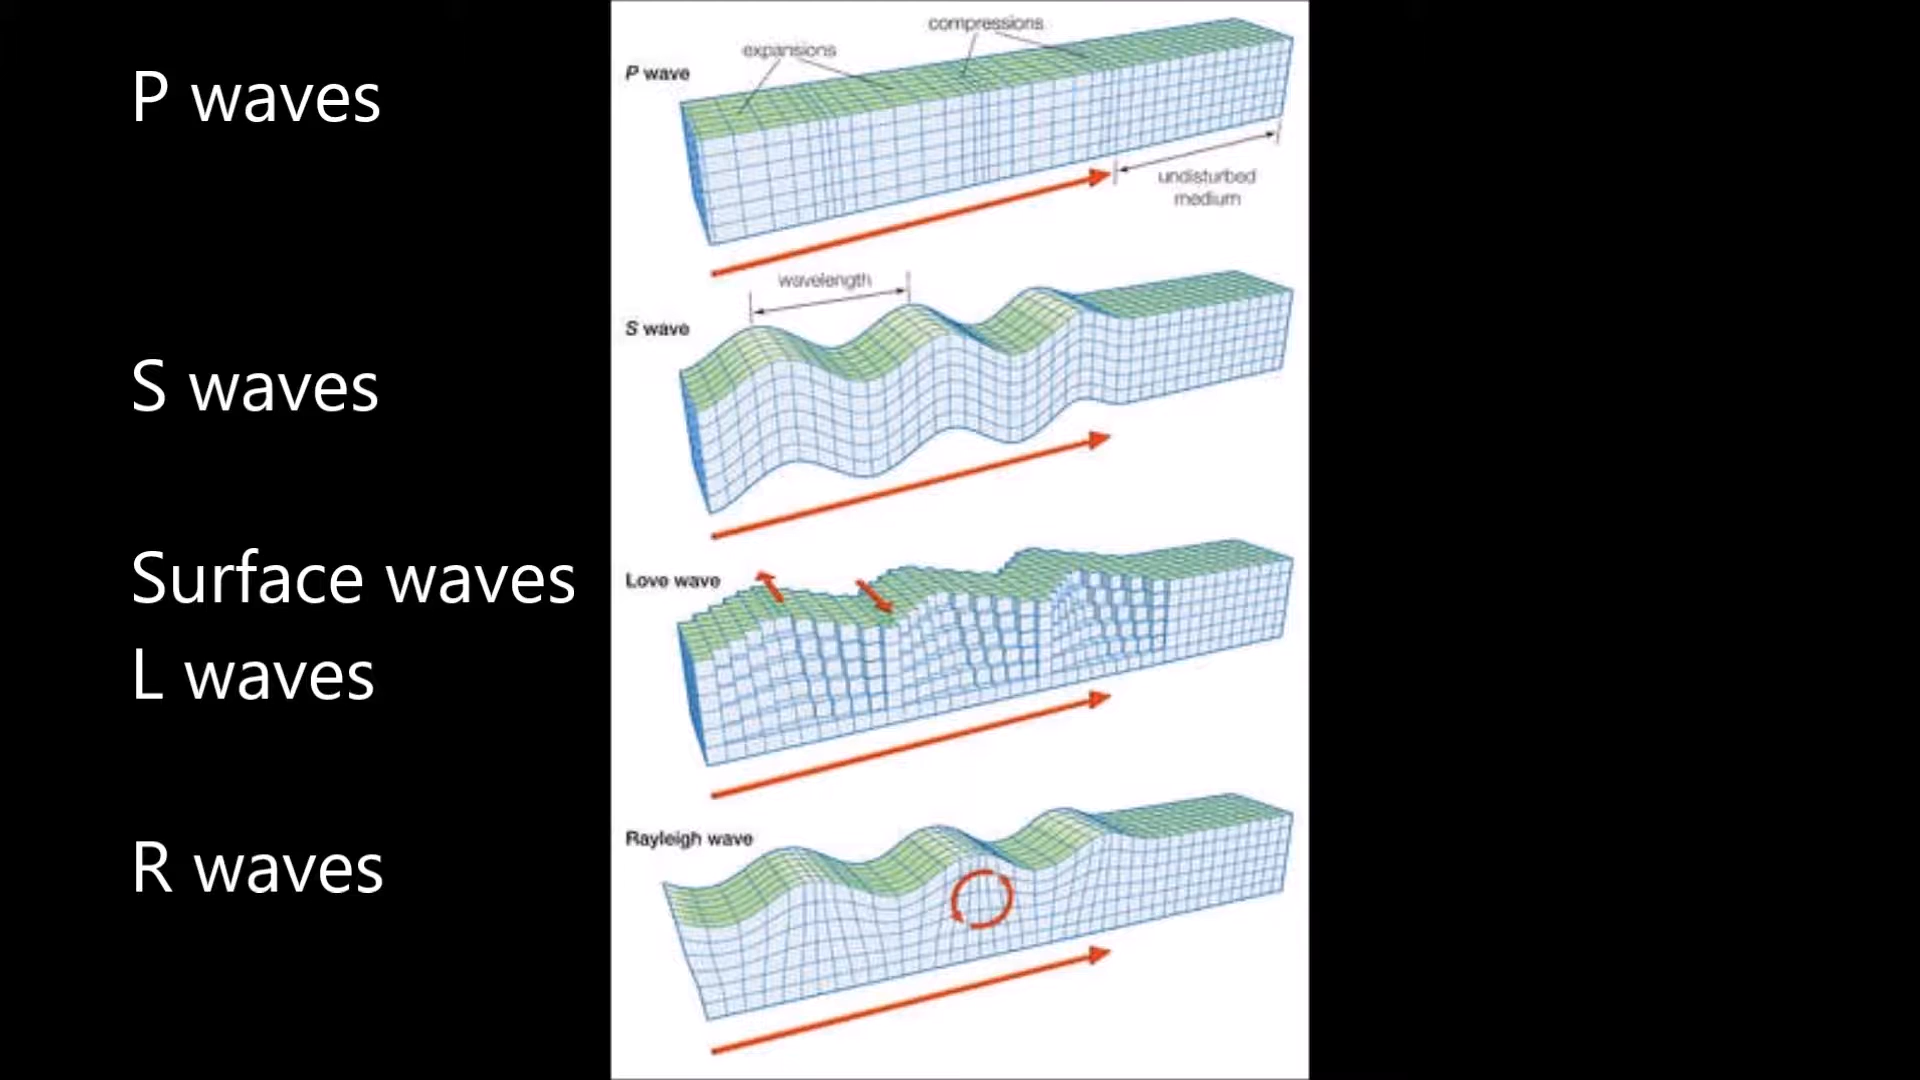 P waves
S waves
Surface waves
L waves
R waves
compressions
expansions
P wave
undisturbed
medium
wavelength
S wave
Love wave
Rayleigh wave